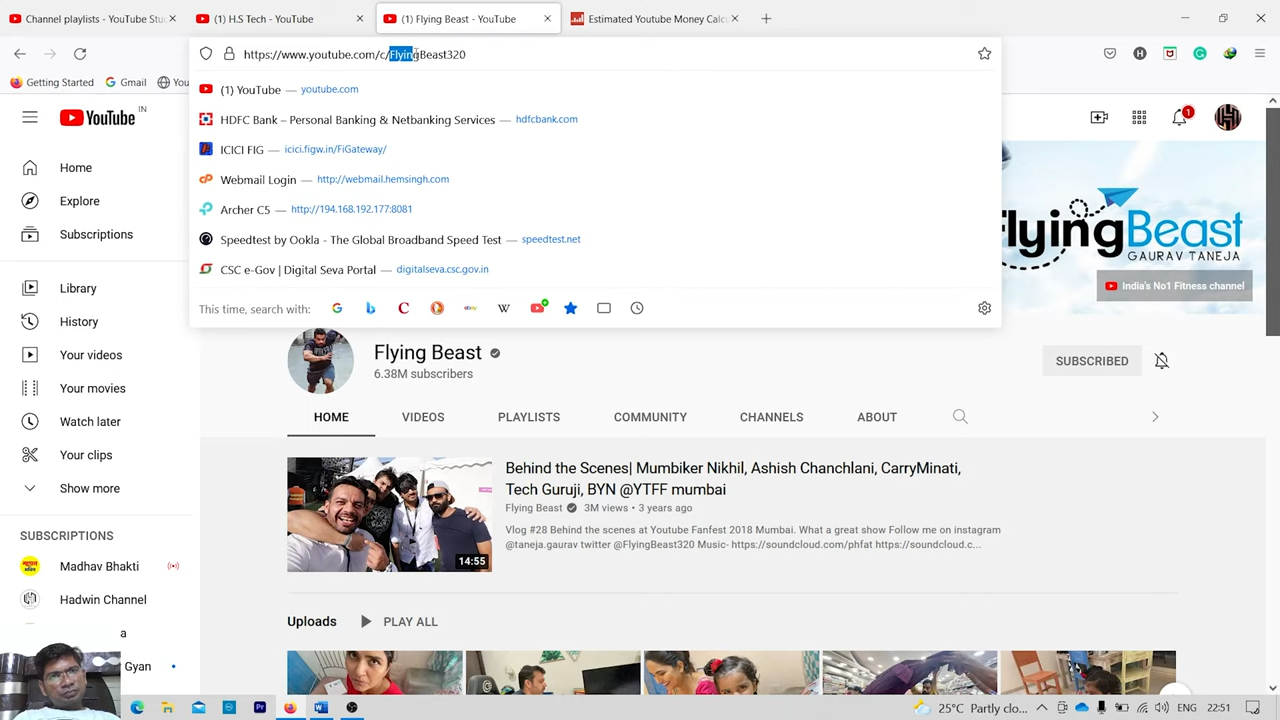 Channel playlists - YouTube Stu
(1) H.S Tech - YouTube
(1) Flying Beast - YouTube
Estimated Youtube Money Calc
https://www.youtube.com/c/FlyingBeast320
Getting Started
Gmail
You
(1) YouTube — youtube.com
HDFC Bank – Personal Banking & Netbanking Services — hdfcbank.com
ICICI FIG — icici.figw.in/FiGateway/
Webmail Login — http://webmail.hemsingh.com
Archer C5 — http://194.168.192.177:8081
Speedtest by Ookla - The Global Broadband Speed Test — speedtest.net
CSC e-Gov | Digital Seva Portal — digitalseva.csc.gov.in
This time, search with:
YouTube IN
1
Home
Explore
Subscriptions
Library
History
Your videos
Your movies
Watch later
Your clips
Show more
SUBSCRIPTIONS
Madhav Bhakti
Hadwin Channel
a
Gyan
FlyingBeast
GAURAV TANEJA
India's No1 Fitness channel
Flying Beast
6.38M subscribers
SUBSCRIBED
HOME
VIDEOS
PLAYLISTS
COMMUNITY
CHANNELS
ABOUT
14:55
Behind the Scenes| Mumbiker Nikhil, Ashish Chanchlani, CarryMinati,
Tech Guruji, BYN @YTFF mumbai
Flying Beast 3M views • 3 years ago
Vlog #28 Behind the scenes at Youtube Fanfest 2018 Mumbai. What a great show Follow me on instagram
@taneja.gaurav twitter @FlyingBeast320 Music- https://soundcloud.com/phfat https://soundcloud.c...
Uploads
PLAY ALL
25°C Partly clo...
ENG
22:51